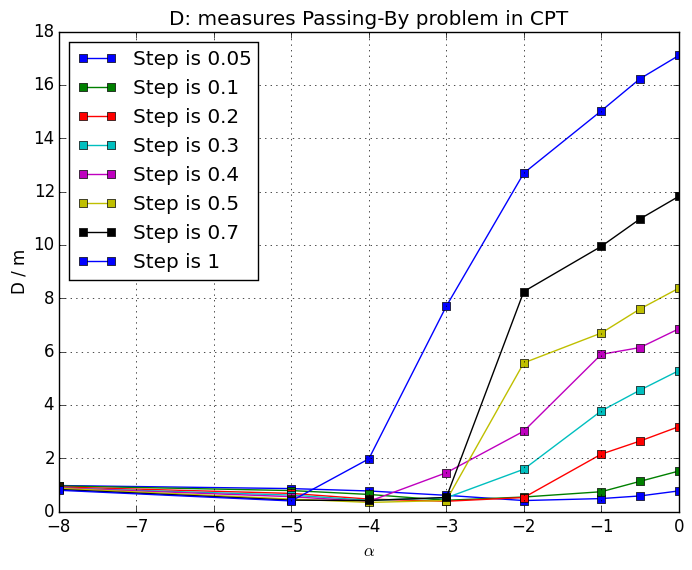 D: measures Passing-By problem in CPT
18
16
14
12
10
8
6
4
2
0
D / m
Step is 0.05
Step is 0.1
Step is 0.2
Step is 0.3
Step is 0.4
Step is 0.5
Step is 0.7
Step is 1
−8 −7 −6 −5 −4 −3 −2 −1 0
α